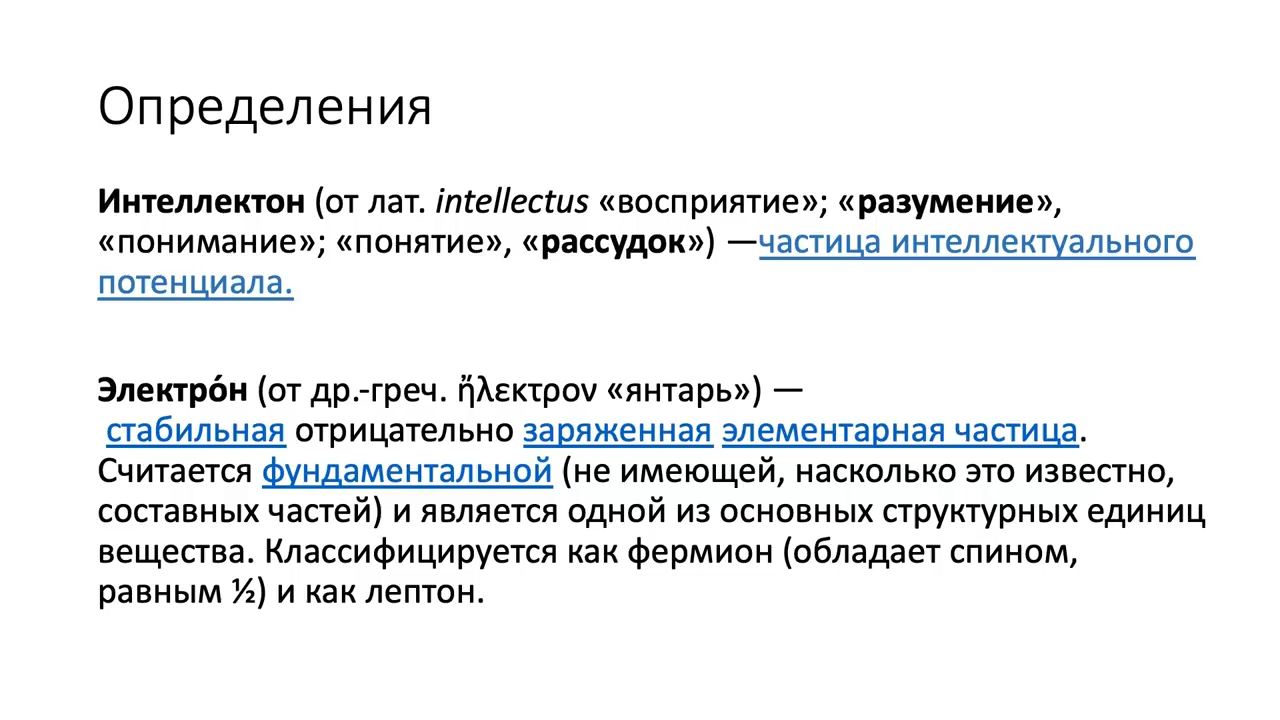 Определения
Интеллектон (от лат. intellectus «восприятие»; «разумение»,
«понимание»; «понятие», «рассудок») —частица интеллектуального
потенциала.
Электро́н (от др.-греч. ἤλεκτρον «янтарь») —
стабильная отрицательно заряженная элементарная частица.
Считается фундаментальной (не имеющей, насколько это известно,
составных частей) и является одной из основных структурных единиц
вещества. Классифицируется как фермион (обладает спином,
равным ½) и как лептон.